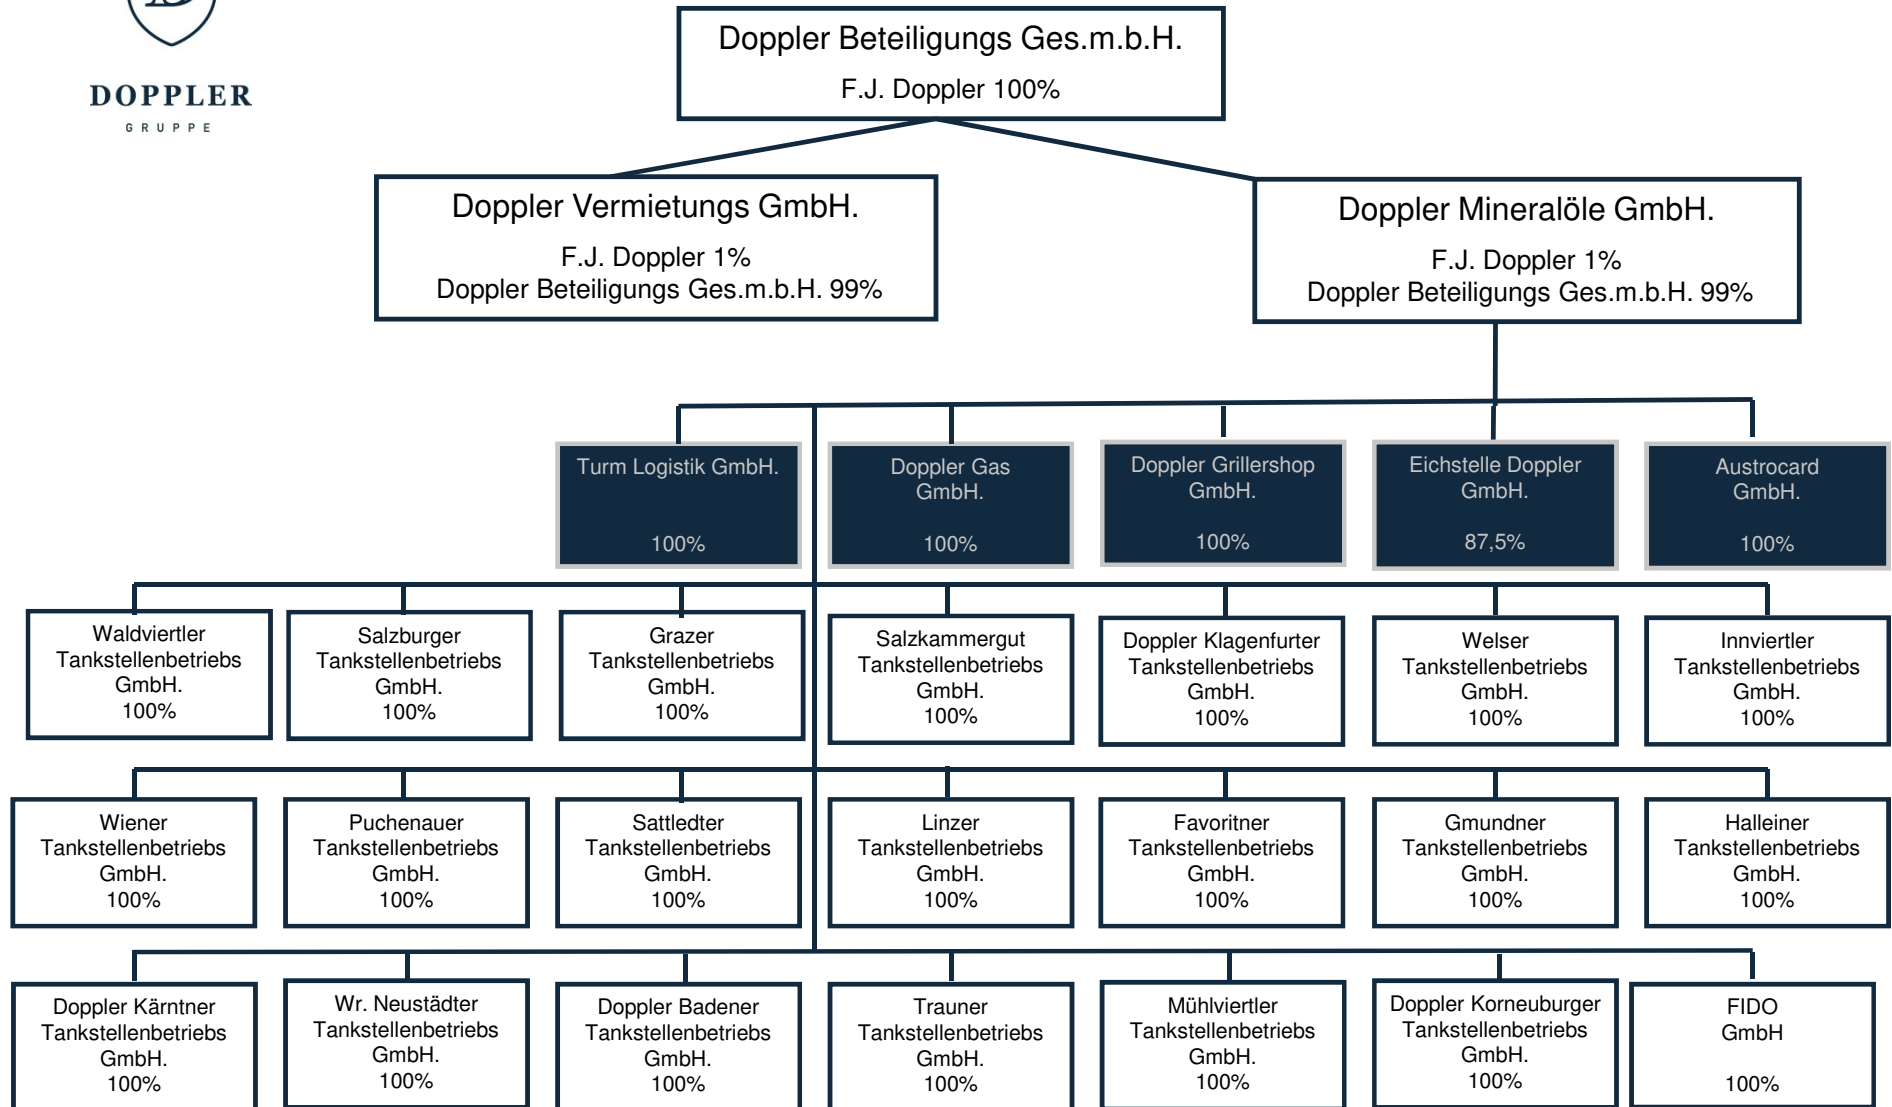 DOPPLER
GRUPPE
Doppler Beteiligungs Ges.m.b.H.
F.J. Doppler 100%
Doppler Vermietungs GmbH.
F.J. Doppler 1%
Doppler Beteiligungs Ges.m.b.H. 99%
Doppler Mineralöle GmbH.
F.J. Doppler 1%
Doppler Beteiligungs Ges.m.b.H. 99%
Turm Logistik GmbH.
100%
Doppler Gas
GmbH.
100%
Doppler Grillershop
GmbH.
100%
Eichstelle Doppler
GmbH.
87,5%
Austrocard
GmbH.
100%
Waldviertler
Tankstellenbetriebs
GmbH.
100%
Salzburger
Tankstellenbetriebs
GmbH.
100%
Grazer
Tankstellenbetriebs
GmbH.
100%
Salzkammergut
Tankstellenbetriebs
GmbH.
100%
Doppler Klagenfurter
Tankstellenbetriebs
GmbH.
100%
Welser
Tankstellenbetriebs
GmbH.
100%
Innviertler
Tankstellenbetriebs
GmbH.
100%
Wiener
Tankstellenbetriebs
GmbH.
100%
Puchenauer
Tankstellenbetriebs
GmbH.
100%
Sattledter
Tankstellenbetriebs
GmbH.
100%
Linzer
Tankstellenbetriebs
GmbH.
100%
Favoritner
Tankstellenbetriebs
GmbH.
100%
Gmundner
Tankstellenbetriebs
GmbH.
100%
Halleiner
Tankstellenbetriebs
GmbH.
100%
Doppler Kärntner
Tankstellenbetriebs
GmbH.
100%
Wr. Neustädter
Tankstellenbetriebs
GmbH.
100%
Doppler Badener
Tankstellenbetriebs
GmbH.
100%
Trauner
Tankstellenbetriebs
GmbH.
100%
Mühlviertler
Tankstellenbetriebs
GmbH.
100%
Doppler Korneuburger
Tankstellenbetriebs
GmbH.
100%
FIDO
GmbH
100%